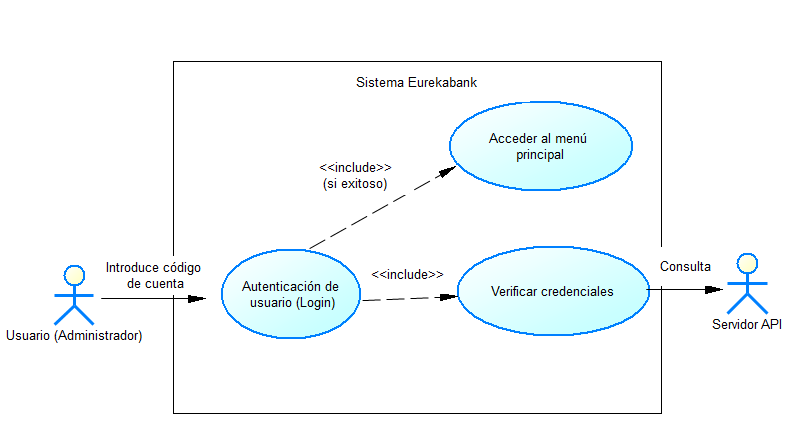 Sistema Eurekabank
Acceder al menú
principal
<<include>>
(si exitoso)
Introduce código
de cuenta
Autenticación de
usuario (Login)
<<include>>
Verificar credenciales
Consulta
Usuario (Administrador)
Servidor API